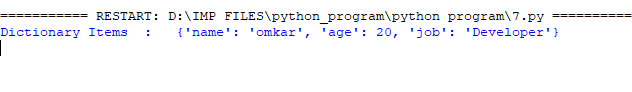 =========== RESTART: D:\IMP FILES\python_program\python program\7.py ==========
Dictionary Items  :   {'name': 'omkar', 'age': 20, 'job': 'Developer'}